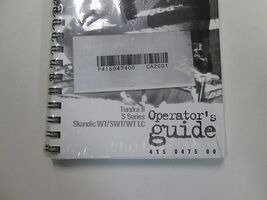 P415047400 CA2001
Tundra II
S Series
Skandic WT/SWT/WT LC
Operator's
guide
415 0475 00